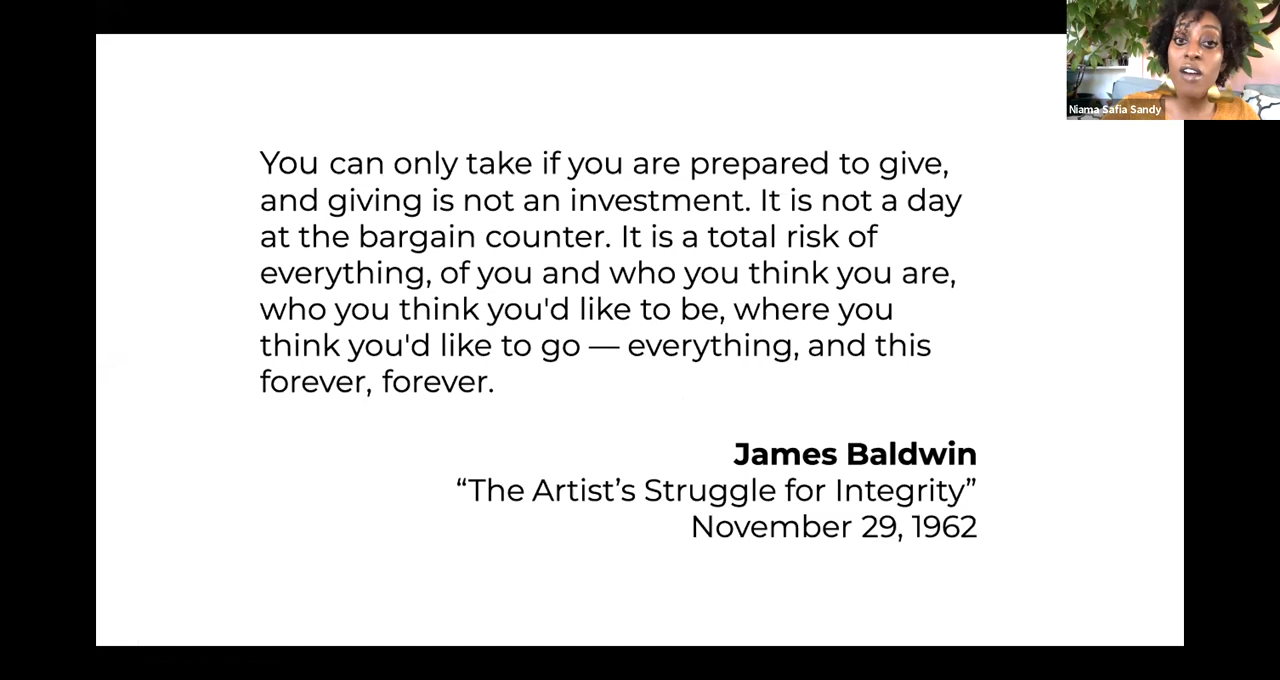 Niama Safia Sandy
You can only take if you are prepared to give,
and giving is not an investment. It is not a day
at the bargain counter. It is a total risk of
everything, of you and who you think you are,
who you think you'd like to be, where you
think you'd like to go — everything, and this
forever, forever.
James Baldwin
“The Artist’s Struggle for Integrity”
November 29, 1962